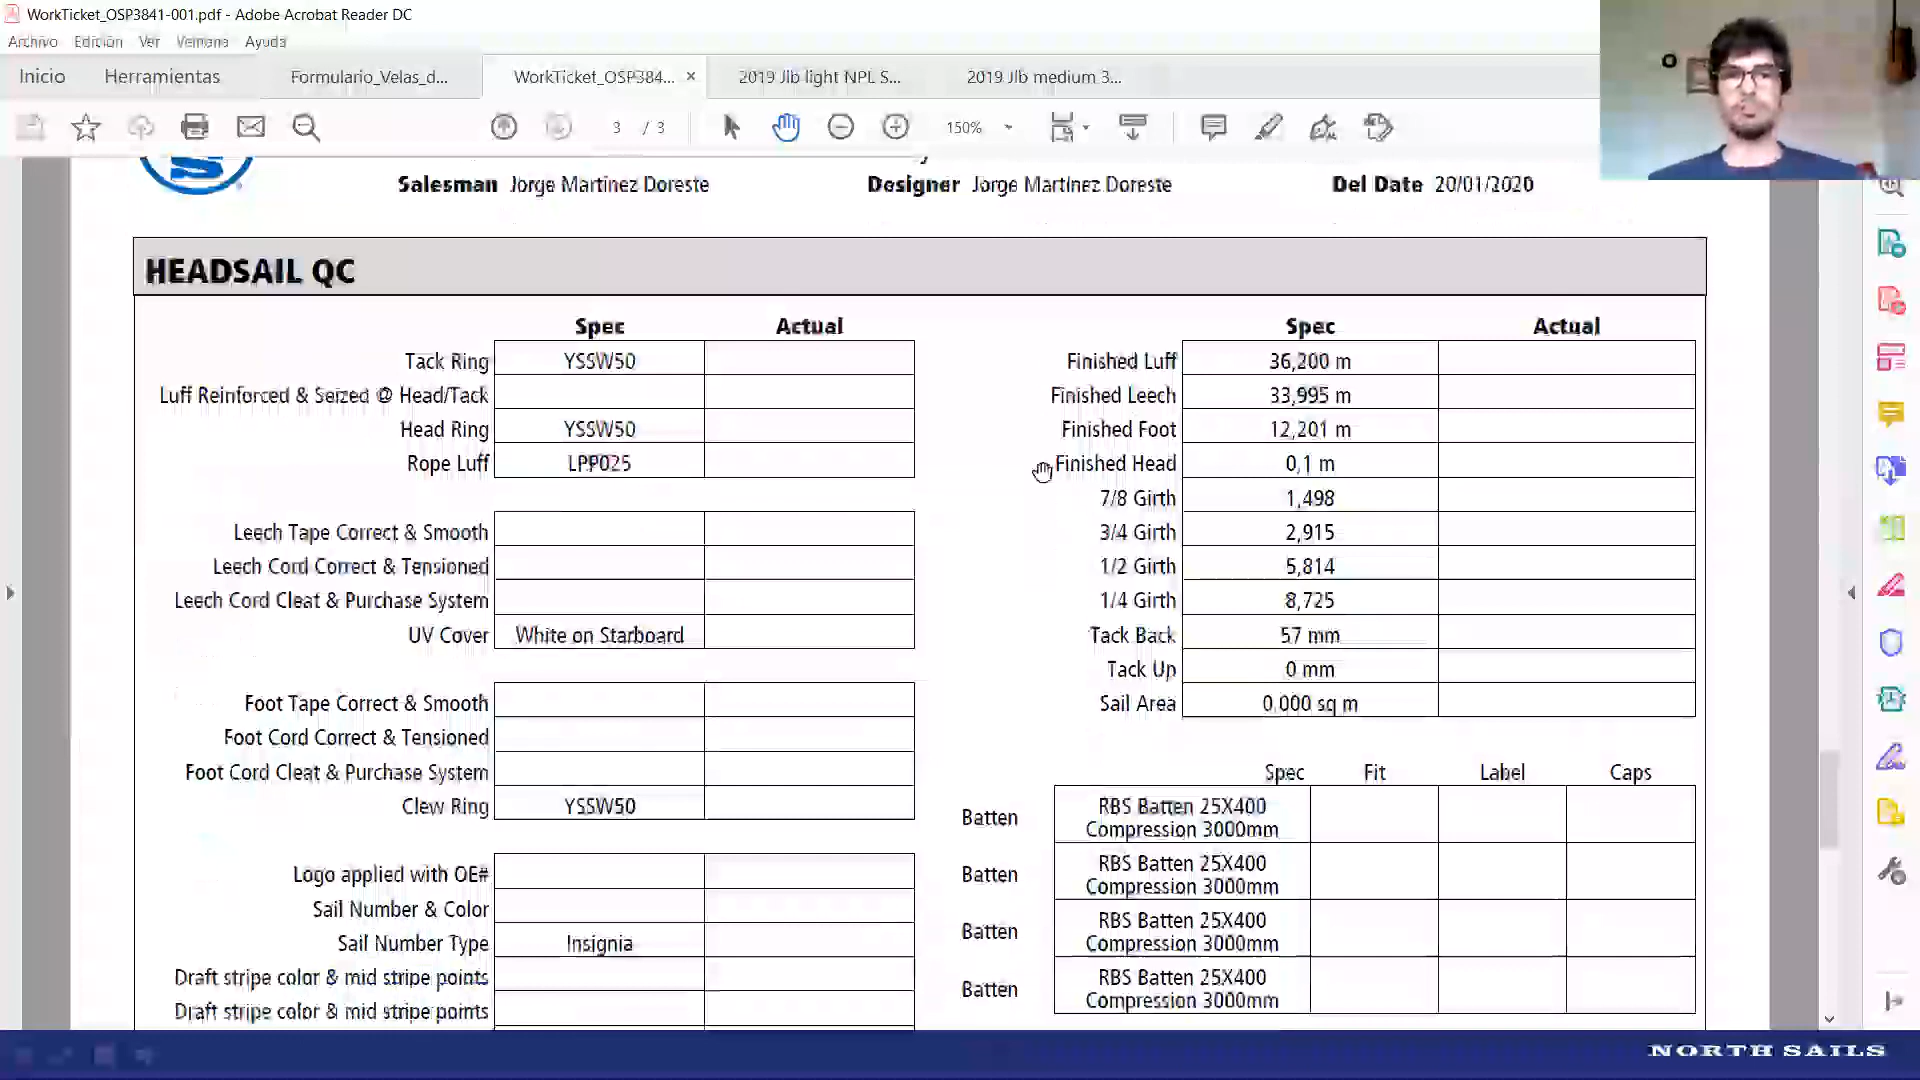 WorkTicket_OSP3841-001.pdf - Adobe Acrobat Reader DC
Archivo Edición Ver Ventana Ayuda
Inicio Herramientas Formulario_Velas_d... WorkTicket_OSP384... × 2019 Jib light NPL S... 2019 Jib medium 3...
3 / 3 150%
Salesman Jorge Martinez Doreste Designer Jorge Martinez Doreste Del Date 20/01/2020
HEADSAIL QC
Spec Actual
Tack Ring YSSW50
Luff Reinforced & Seized @ Head/Tack
Head Ring YSSW50
Rope Luff LPP025
Leech Tape Correct & Smooth
Leech Cord Correct & Tensioned
Leech Cord Cleat & Purchase System
UV Cover White on Starboard
Foot Tape Correct & Smooth
Foot Cord Correct & Tensioned
Foot Cord Cleat & Purchase System
Clew Ring YSSW50
Logo applied with OE#
Sail Number & Color
Sail Number Type Insignia
Draft stripe color & mid stripe points
Draft stripe color & mid stripe points
Spec Actual
Finished Luff 36,200 m
Finished Leech 33,995 m
Finished Foot 12,201 m
Finished Head 0,1 m
7/8 Girth 1,498
3/4 Girth 2,915
1/2 Girth 5,814
1/4 Girth 8,725
Tack Back 57 mm
Tack Up 0 mm
Sail Area 0.000 sq m
Spec Fit Label Caps
Batten RBS Batten 25X400
Compression 3000mm
Batten RBS Batten 25X400
Compression 3000mm
Batten RBS Batten 25X400
Compression 3000mm
Batten RBS Batten 25X400
Compression 3000mm
NORTH SAILS